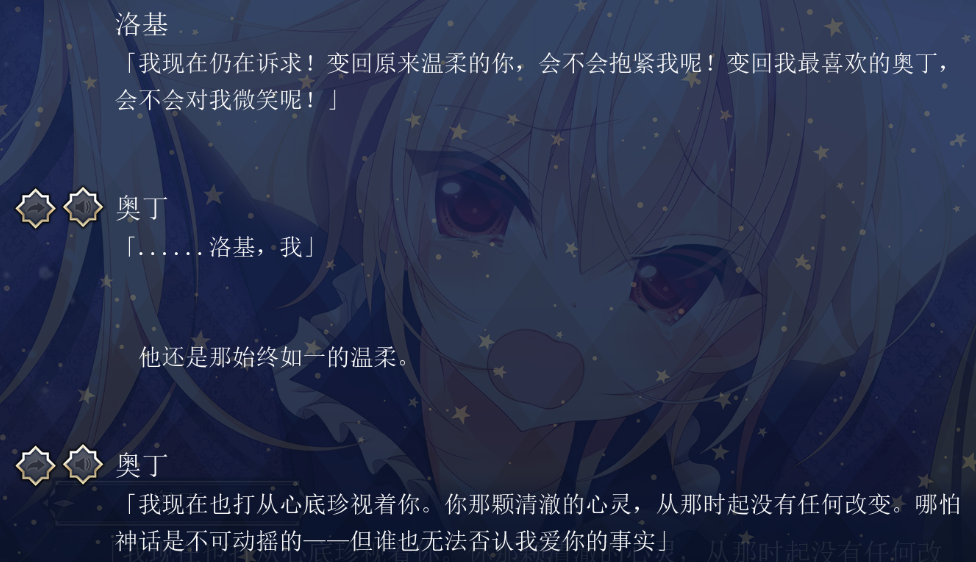 洛基
「我现在仍在诉求！变回原来温柔的你，会不会抱紧我呢！变回我最喜欢的奥丁，
会不会对我微笑呢！」
奥丁
「......洛基，我」
他还是那始终如一的温柔。
奥丁
「我现在也打从心底珍视着你。你那颗清澈的心灵，从那时起没有任何改变。哪怕
神话是不可动摇的——但谁也无法否认我爱你的事实」